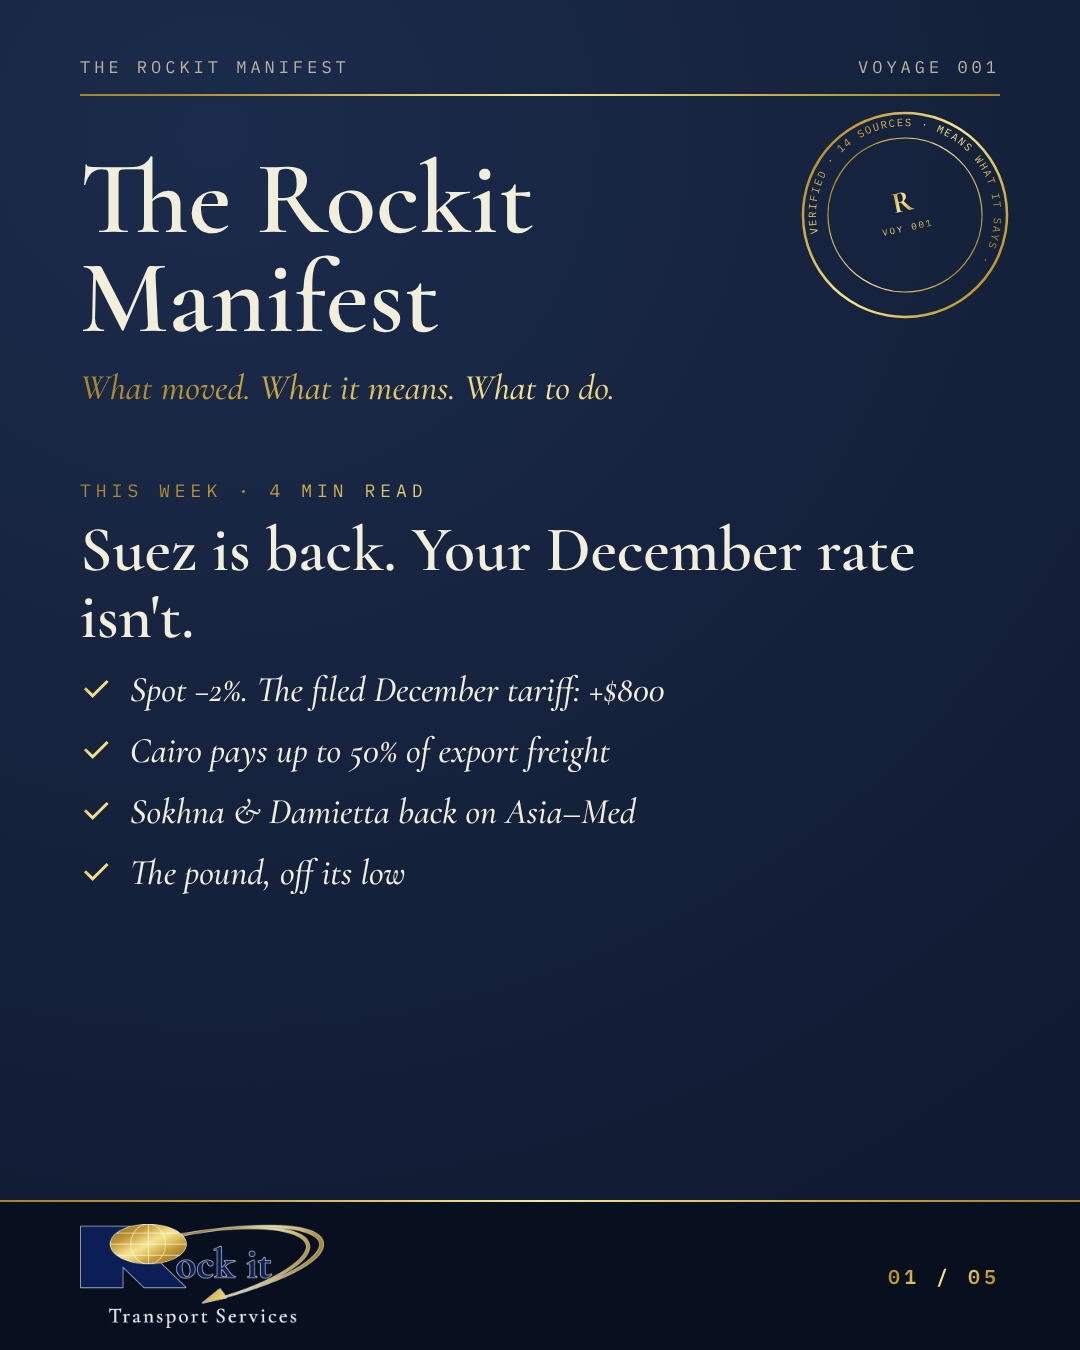 THE ROCKIT MANIFEST
VOYAGE 001
VERIFIED · 14 SOURCES · MEANS WHAT IT SAYS ·
R
VOY 001
The Rockit
Manifest
What moved. What it means. What to do.
THIS WEEK · 4 MIN READ
Suez is back. Your December rate
isn't.
Spot –2%. The filed December tariff: +$800
Cairo pays up to 50% of export freight
Sokhna & Damietta back on Asia–Med
The pound, off its low
Rock it
Transport Services
01 / 05